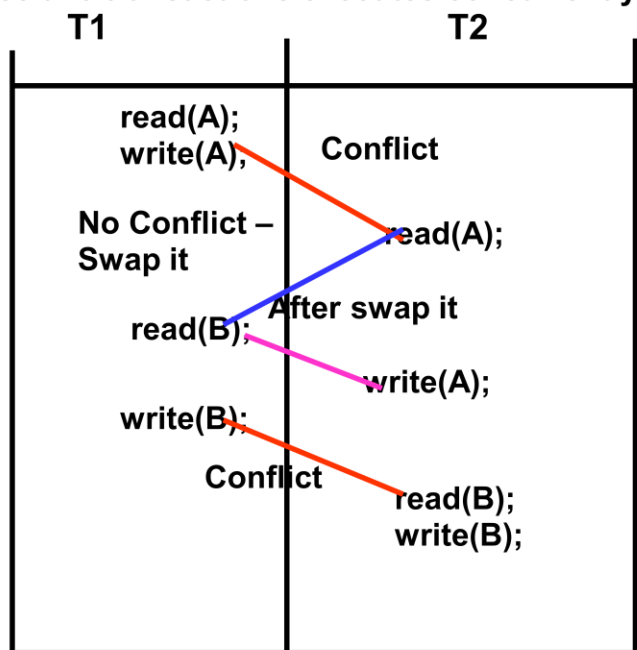 T1
T2
read(A);
write(A),
Conflict
No Conflict –
Swap it
read(A);
After swap it
read(B);
write(A);
write(B);
Conflict
read(B);
write(B);